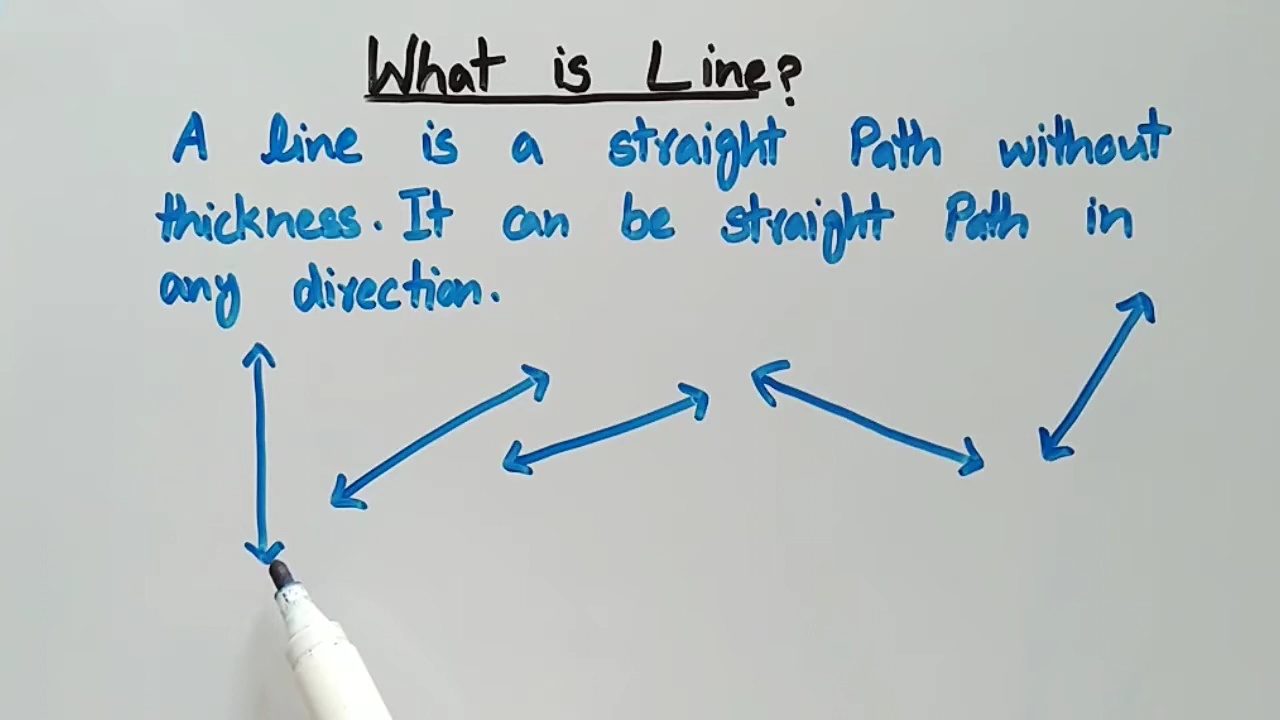 What is Line?
A line is a straight Path without
thickness. It can be straight Path in
any direction.